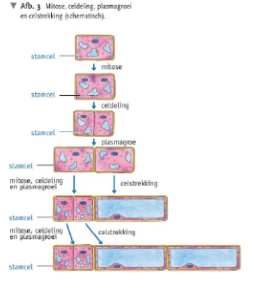 ▼ Afb. 3 Mitose, celdeling, plasmagroei
en celstrekking (schematisch).
stamcel
mitose
stamcel
celdeling
stamcel
plasmagroei
stamcel
mitose, celdeling
en plasmagroei
celstrekking
stamcel
mitose, celdeling
en plasmagroei
celstrekking
stamcel